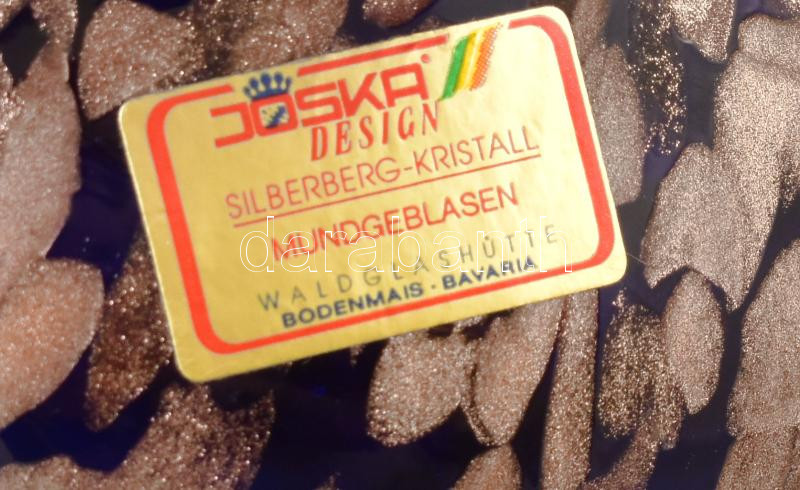 JOSKA®
DESIGN
SILBERBERG-KRISTALL
MUNDGEBLASEN
WALDGLASHÜTTE
BODENMAIS · BAVARIA
darabanth